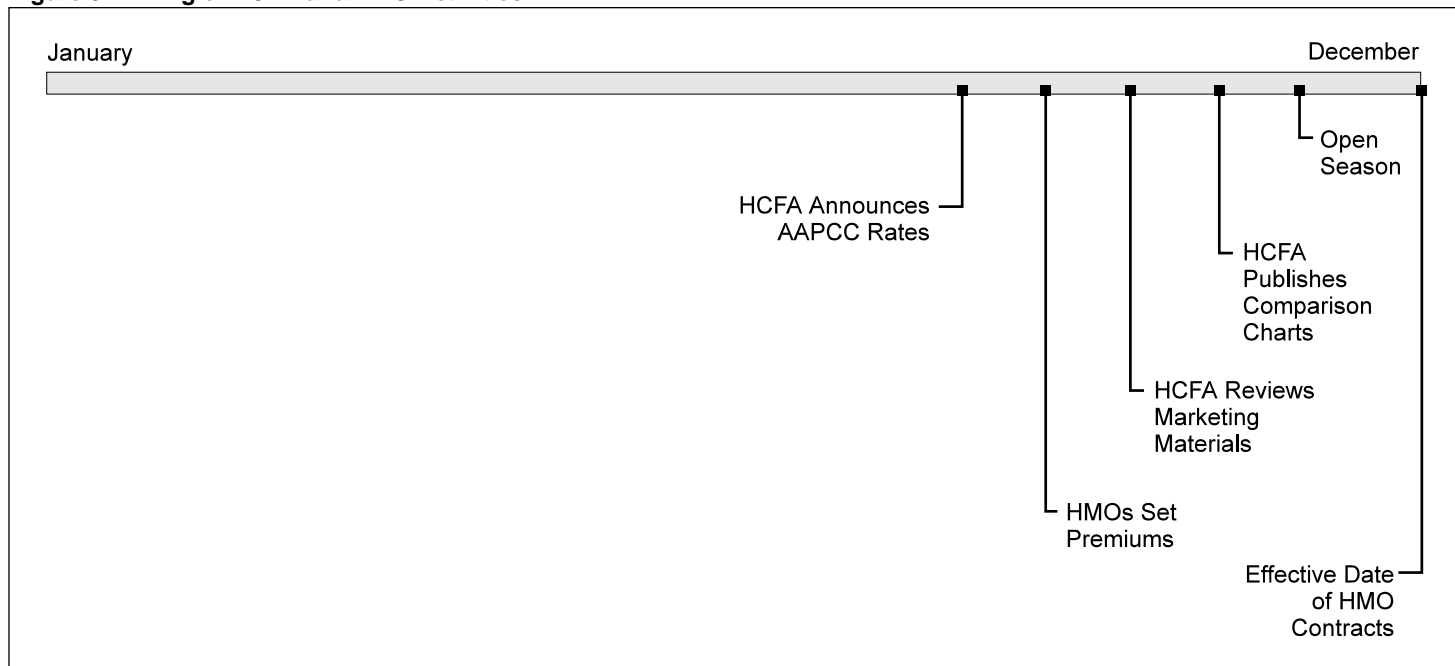 January
December
Open
Season
HCFA Announces
AAPCC Rates
HCFA
Publishes
Comparison
Charts
HCFA Reviews
Marketing
Materials
HMOs Set
Premiums
Effective Date
of HMO
Contracts